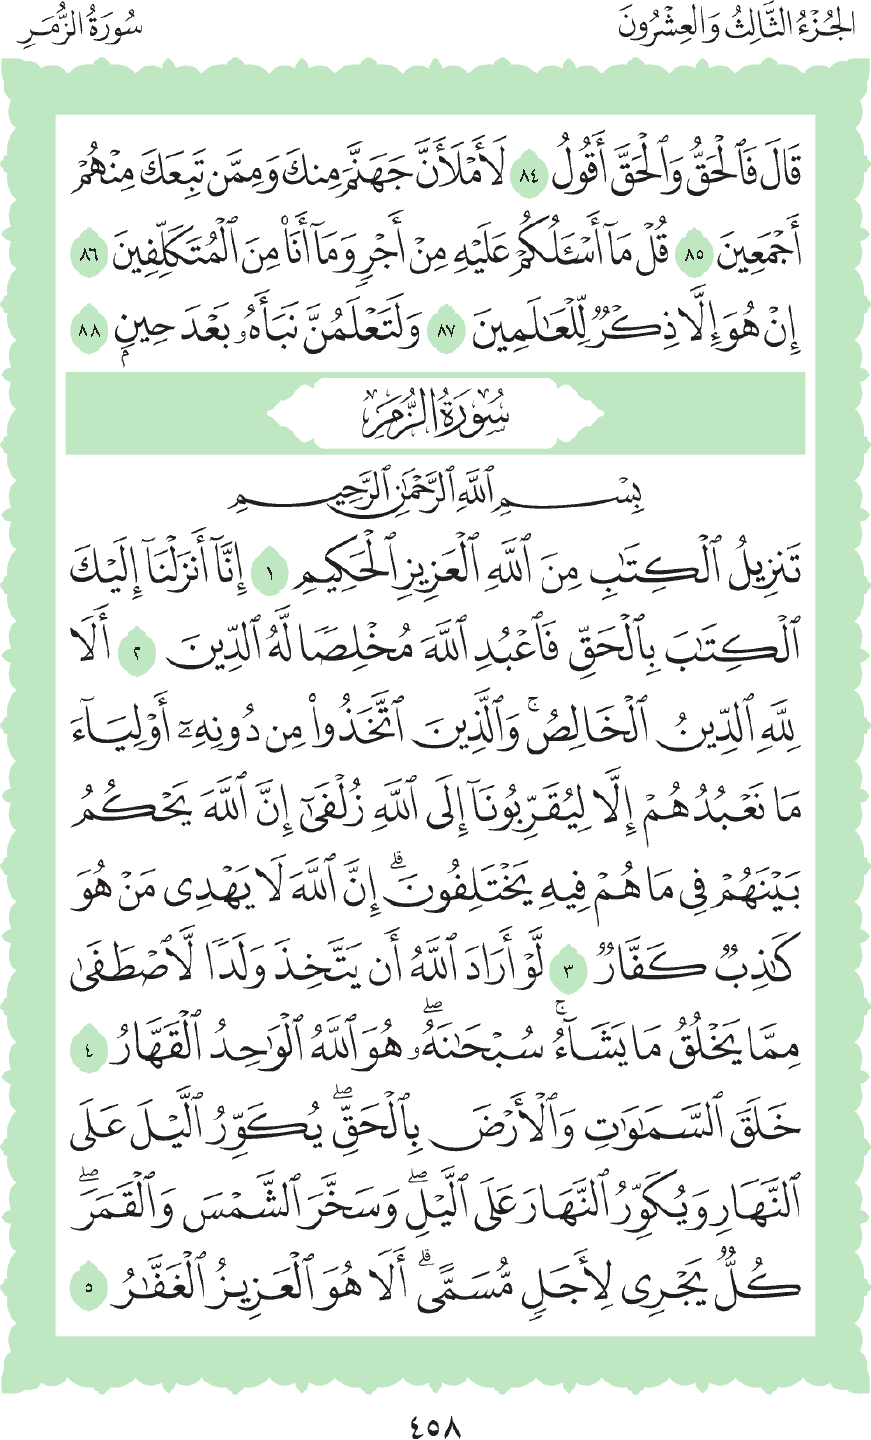 الجُزْءُ الثَّالِثُ وَالعِشْرُونَ
سُورَةُ الزُّمَرِ
قَالَ فَٱلْحَقُّ وَٱلْحَقَّ أَقُولُ ٨٤ لَأَمْلَأَنَّ جَهَنَّمَ مِنكَ وَمِمَّن تَبِعَكَ مِنْهُمْ
أَجْمَعِينَ ٨٥ قُلْ مَآ أَسْـَٔلُكُمْ عَلَيْهِ مِنْ أَجْرٍ وَمَآ أَنَا۠ مِنَ ٱلْمُتَكَلِّفِينَ ٨٦
إِنْ هُوَ إِلَّا ذِكْرٌ لِّلْعَٰلَمِينَ ٨٧ وَلَتَعْلَمُنَّ نَبَأَهُۥ بَعْدَ حِينِۭ ٨٨
سُورَةُ الزُّمَرِ
بِسْمِ ٱللَّهِ ٱلرَّحْمَٰنِ ٱلرَّحِيمِ
تَنزِيلُ ٱلْكِتَٰبِ مِنَ ٱللَّهِ ٱلْعَزِيزِ ٱلْحَكِيمِ ١ إِنَّآ أَنزَلْنَآ إِلَيْكَ
ٱلْكِتَٰبَ بِٱلْحَقِّ فَٱعْبُدِ ٱللَّهَ مُخْلِصًا لَّهُ ٱلدِّينَ ٢ أَلَا
لِلَّهِ ٱلدِّينُ ٱلْخَالِصُ ۚ وَٱلَّذِينَ ٱتَّخَذُوا۟ مِن دُونِهِۦٓ أَوْلِيَآءَ
مَا نَعْبُدُهُمْ إِلَّا لِيُقَرِّبُونَآ إِلَى ٱللَّهِ زُلْفَىٰٓ إِنَّ ٱللَّهَ يَحْكُمُ
بَيْنَهُمْ فِى مَا هُمْ فِيهِ يَخْتَلِفُونَ ۗ إِنَّ ٱللَّهَ لَا يَهْدِى مَنْ هُوَ
كَٰذِبٌ كَفَّارٌ ٣ لَّوْ أَرَادَ ٱللَّهُ أَن يَتَّخِذَ وَلَدًا لَّٱصْطَفَىٰ
مِمَّا يَخْلُقُ مَا يَشَآءُ ۚ سُبْحَٰنَهُۥ ۖ هُوَ ٱللَّهُ ٱلْوَٰحِدُ ٱلْقَهَّارُ ٤
خَلَقَ ٱلسَّمَٰوَٰتِ وَٱلْأَرْضَ بِٱلْحَقِّ ۖ يُكَوِّرُ ٱلَّيْلَ عَلَى
ٱلنَّهَارِ وَيُكَوِّرُ ٱلنَّهَارَ عَلَى ٱلَّيْلِ ۖ وَسَخَّرَ ٱلشَّمْسَ وَٱلْقَمَرَ ۖ
كُلٌّ يَجْرِى لِأَجَلٍ مُّسَمًّى ۗ أَلَا هُوَ ٱلْعَزِيزُ ٱلْغَفَّٰرُ ٥
٤٥٨